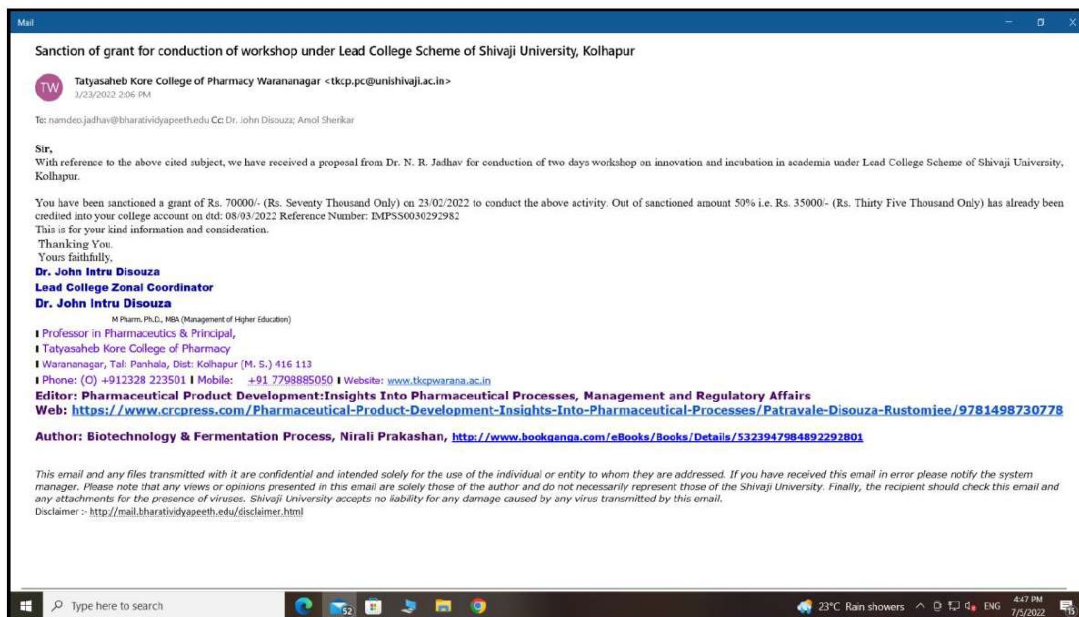 Mail
Sanction of grant for conduction of workshop under Lead College Scheme of Shivaji University, Kolhapur
TW
Tatyasaheb Kore College of Pharmacy Warananagar <tkcp.pc@unishivaji.ac.in>
3/23/2022 2:06 PM
To: namdeo.jadhav@bharatividyapeeth.edu Cc: Dr. John Disouza; Amol Sherikar
Sir,
With reference to the above cited subject, we have received a proposal from Dr. N. R. Jadhav for conduction of two days workshop on innovation and incubation in academia under Lead College Scheme of Shivaji University,
Kolhapur.
You have been sanctioned a grant of Rs. 70000/- (Rs. Seventy Thousand Only) on 23/02/2022 to conduct the above activity. Out of sanctioned amount 50% i.e. Rs. 35000/- (Rs. Thirty Five Thousand Only) has already been
credited into your college account on dtd: 08/03/2022 Reference Number: IMPSS0030292982
This is for your kind information and consideration.
Thanking You.
Yours faithfully,
Dr. John Intru Disouza
Lead College Zonal Coordinator
Dr. John Intru Disouza
M Pharm. Ph.D., MBA (Management of Higher Education)
Professor in Pharmaceutics & Principal,
Tatyasaheb Kore College of Pharmacy
Warananagar, Tal: Panhala, Dist: Kolhapur (M. S.) 416 113
Phone: (O) +912328 223501 Mobile: +91 7798885050 Website: www.tkcpwarana.ac.in
Editor: Pharmaceutical Product Development:Insights Into Pharmaceutical Processes, Management and Regulatory Affairs
Web: https://www.crcpress.com/Pharmaceutical-Product-Development-Insights-Into-Pharmaceutical-Processes/Patravale-Disouza-Rustomjee/9781498730778
Author: Biotechnology & Fermentation Process, Nirali Prakashan, http://www.bookganga.com/eBooks/Books/Details/5323947984892292801
This email and any files transmitted with it are confidential and intended solely for the use of the individual or entity to whom they are addressed. If you have received this email in error please notify the system
manager. Please note that any views or opinions presented in this email are solely those of the author and do not necessarily represent those of the Shivaji University. Finally, the recipient should check this email and
any attachments for the presence of viruses. Shivaji University accepts no liability for any damage caused by any virus transmitted by this email.
Disclaimer :- http://mail.bharatividyapeeth.edu/disclaimer.html
Type here to search
52
23°C Rain showers
ENG
4:47 PM
7/5/2022
15